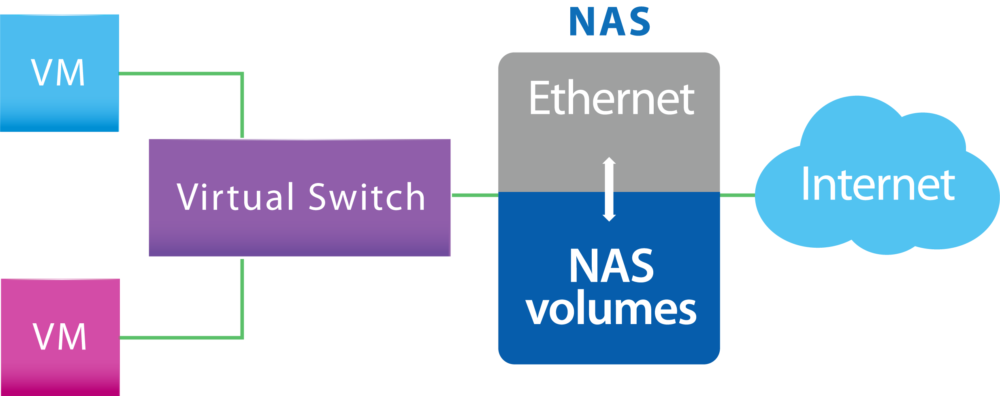 NAS
VM
Ethernet
Virtual Switch
Internet
NAS
volumes
VM